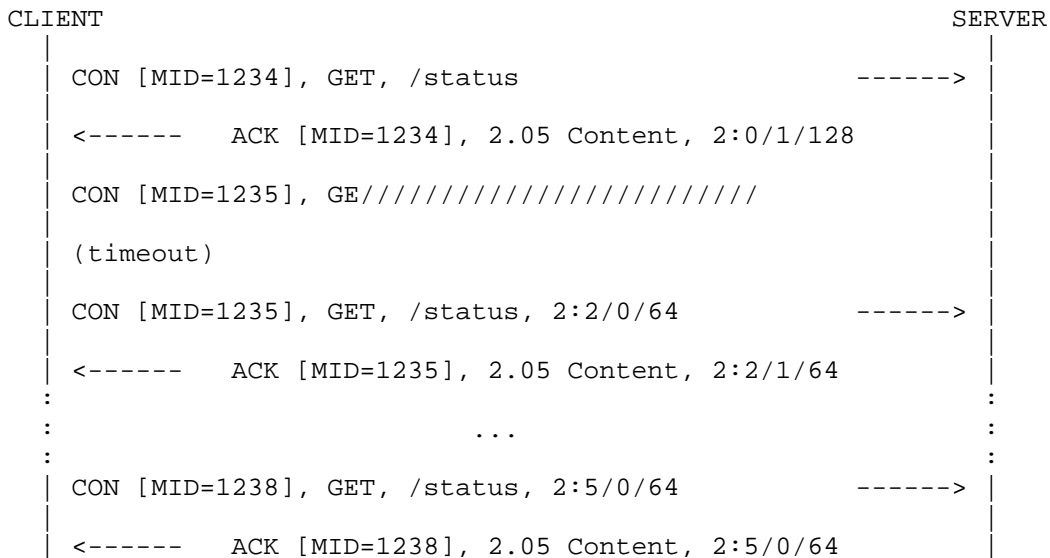 CLIENT                                                     SERVER
  |                                                          |
  | CON [MID=1234], GET, /status                     ------> |
  |                                                          |
  | <------   ACK [MID=1234], 2.05 Content, 2:0/1/128        |
  |                                                          |
  | CON [MID=1235], GE/////////////////////////              |
  |                                                          |
  | (timeout)                                                |
  |                                                          |
  | CON [MID=1235], GET, /status, 2:2/0/64           ------> |
  |                                                          |
  | <------   ACK [MID=1235], 2.05 Content, 2:2/1/64         |
  :                                                          :
  :                          ...                             :
  :                                                          :
  | CON [MID=1238], GET, /status, 2:5/0/64           ------> |
  |                                                          |
  | <------   ACK [MID=1238], 2.05 Content, 2:5/0/64         |